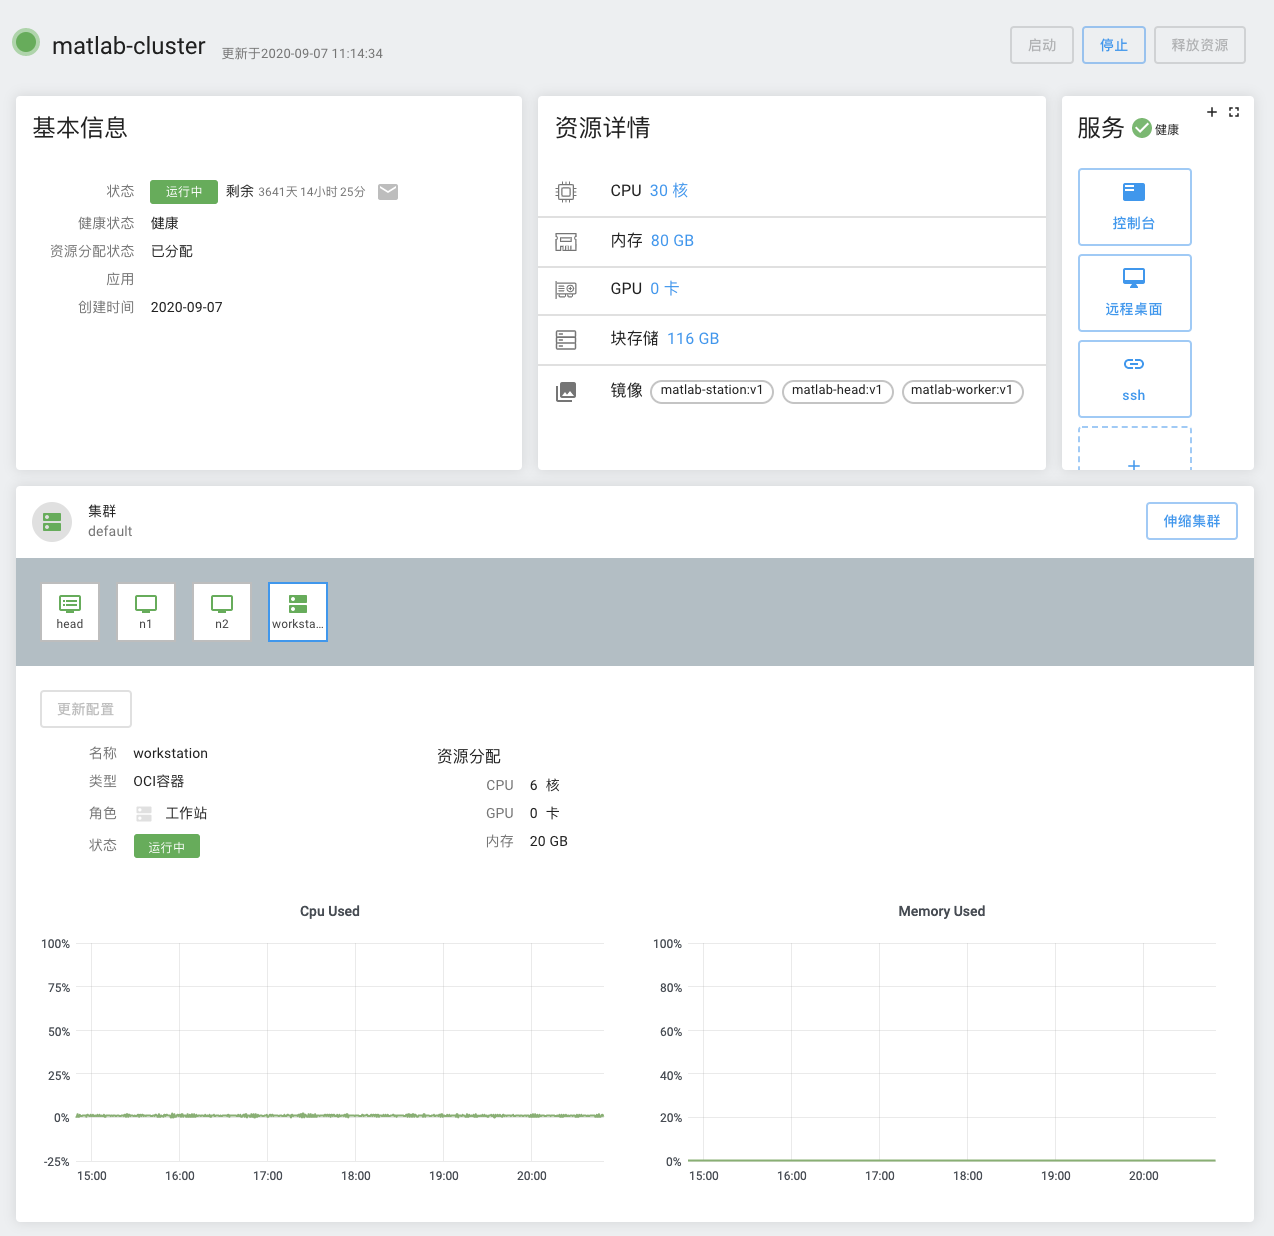 matlab-cluster 更新于2020-09-07 11:14:34
启动 停止 释放资源
基本信息
状态 运行中 剩余 3641天 14小时 25分
健康状态 健康
资源分配状态 已分配
应用
创建时间 2020-09-07
资源详情
CPU 30 核
内存 80 GB
GPU 0 卡
块存储 116 GB
镜像 matlab-station:v1 matlab-head:v1 matlab-worker:v1
服务 健康
控制台
远程桌面
ssh
集群
default
伸缩集群
head n1 n2 worksta...
更新配置
名称 workstation
类型 OCI容器
角色 工作站
状态 运行中
资源分配
CPU 6 核
GPU 0 卡
内存 20 GB
Cpu Used
100%
75%
50%
25%
0%
-25%
15:00 16:00 17:00 18:00 19:00 20:00
Memory Used
100%
80%
60%
40%
20%
0%
15:00 16:00 17:00 18:00 19:00 20:00